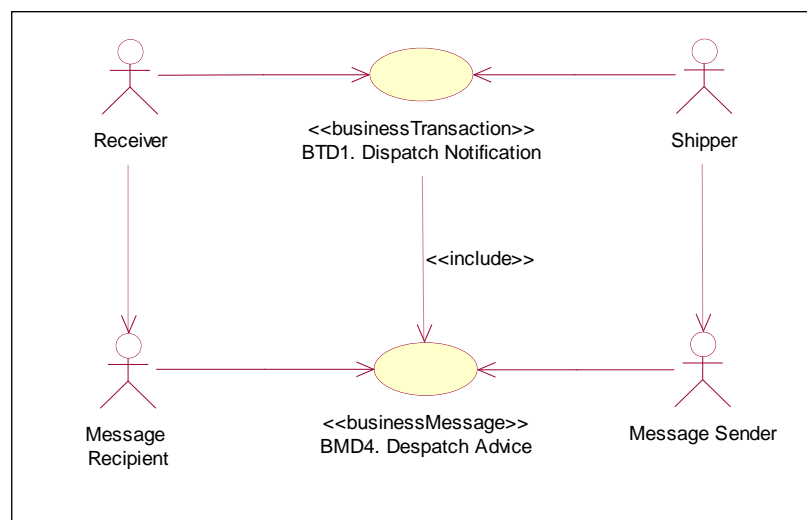 Receiver
<<businessTransaction>>
BTD1. Dispatch Notification
Shipper
<<include>>
Message
Recipient
<<businessMessage>>
BMD4. Despatch Advice
Message Sender